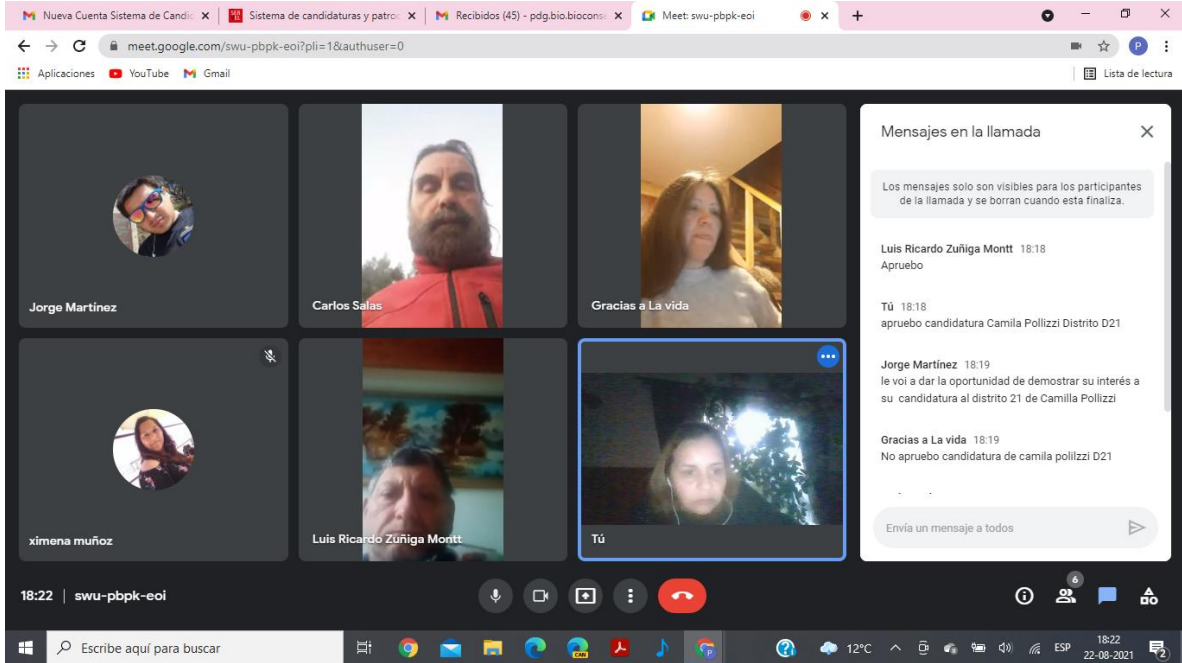 Nueva Cuenta Sistema de Candic
Sistema de candidaturas y patroc
Recibidos (45) - pdg.bio.bioconse
Meet: swu-pbpk-eoi
meet.google.com/swu-pbpk-eoi?pli=1&authuser=0
P
Aplicaciones
YouTube
Gmail
Lista de lectura
Jorge Martínez
Carlos Salas
Gracias a La vida
ximena muñoz
Luis Ricardo Zuñiga Montt
Tú
Mensajes en la llamada
Los mensajes solo son visibles para los participantes
de la llamada y se borran cuando esta finaliza.
Luis Ricardo Zuñiga Montt 18:18
Apruebo
Tú 18:18
apruebo candidatura Camila Pollizzi Distrito D21
Jorge Martínez 18:19
le voi a dar la oportunidad de demostrar su interés a
su candidatura al distrito 21 de Camilla Pollizzi
Gracias a La vida 18:19
No apruebo candidatura de camila polilzzi D21
Envía un mensaje a todos
18:22 | swu-pbpk-eoi
6
Escribe aquí para buscar
12°C
ESP
18:22
22-08-2021
2